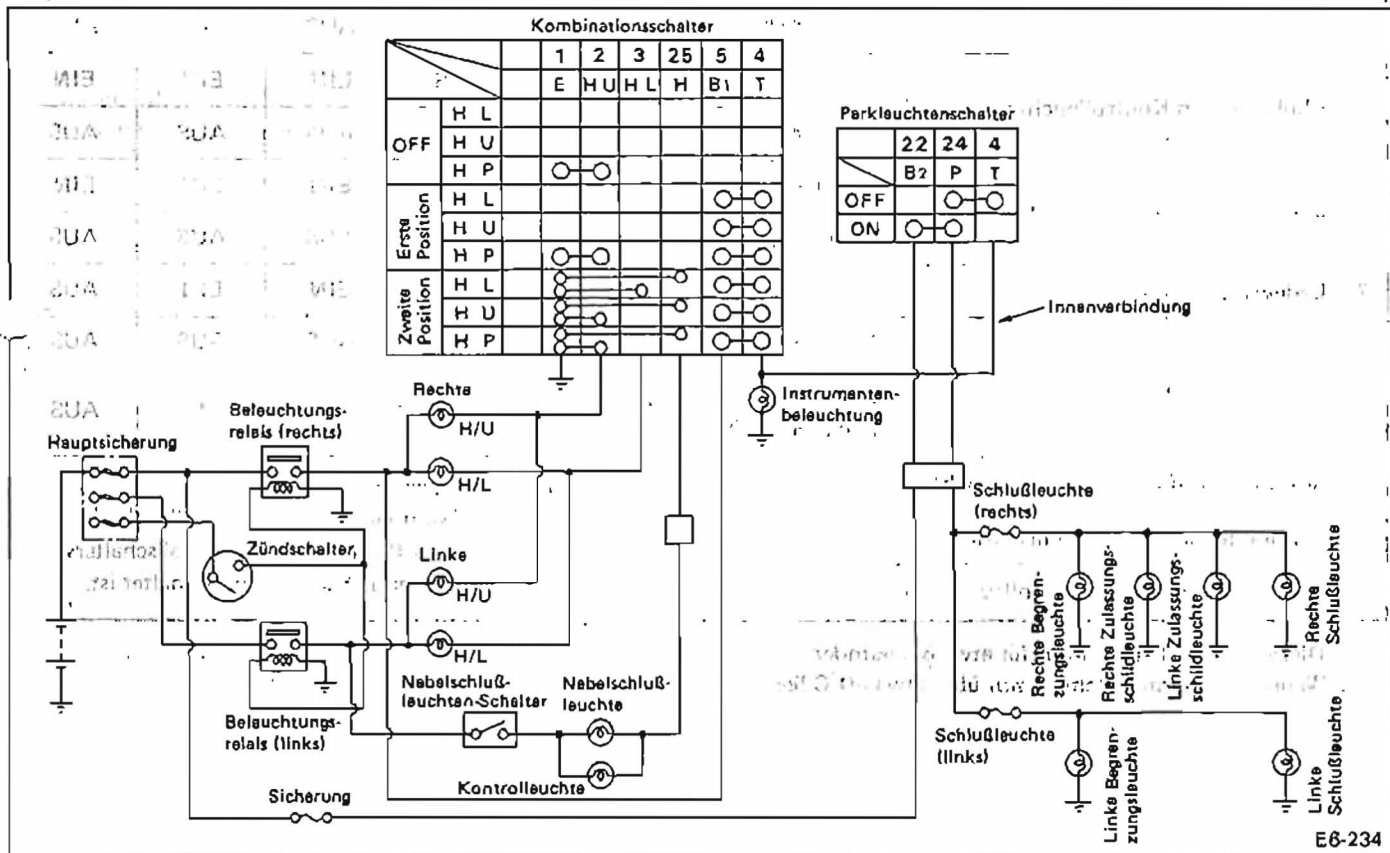 Kombinationsschalter
1 2 3 25 5 4
E HU HL H B1 T
OFF
H L
H U
H P
Erste Position
H L
H U
H P
Zweite Position
H L
H U
H P
Parkleuchtenschalter
22 24 4
B2 P T
OFF
ON
Innenverbindung
Instrumenten-
beleuchtung
Rechte
H/U
H/L
Beleuchtungs-
relais (rechts)
Hauptsicherung
Zündschalter
Linke
H/U
H/L
Beleuchtungs-
relais (links)
Nebelschluß-
leuchten-Schalter
Nebelschluß-
leuchte
Kontrolleuchte
Sicherung
Schlußleuchte
(rechts)
Rechte Begren-
zungsleuchte
Rechte Zulassungs-
schildleuchte
Linke Zulassungs-
schildleuchte
Rechte
Schlußleuchte
Schlußleuchte
(links)
Linke Begren-
zungsleuchte
Linke
Schlußleuchte
E6-234